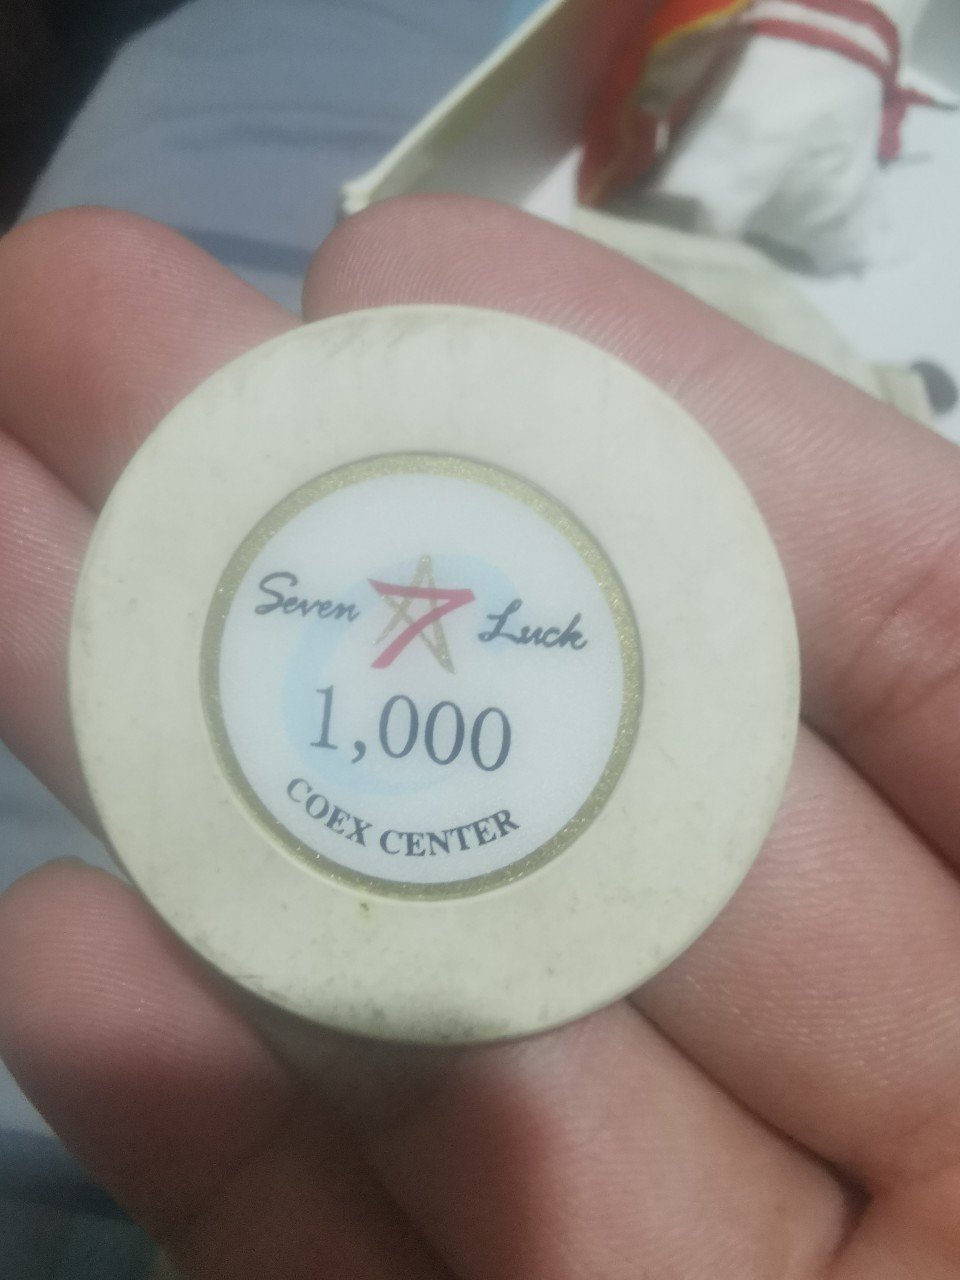 Seven 7 Luck
1,000
COEX CENTER